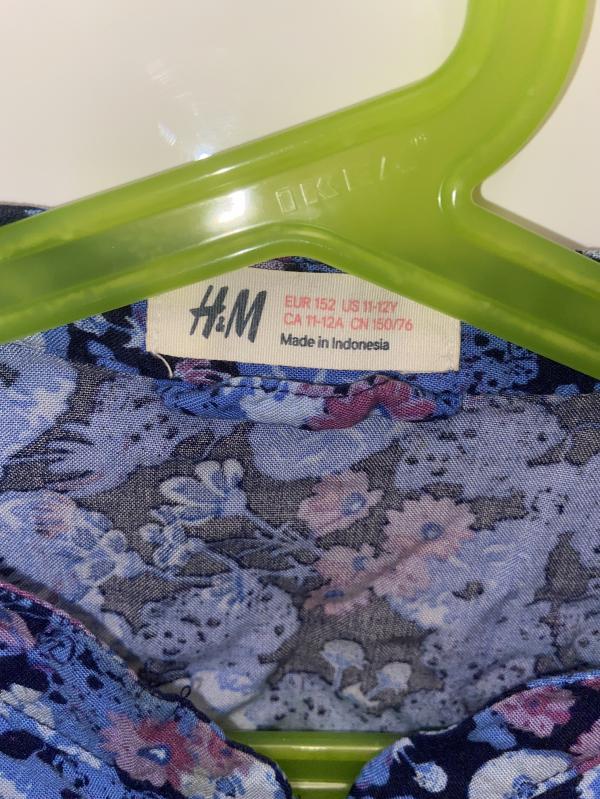 H&M
EUR 152 US 11-12Y
CA 11-12A CN 150/76
Made in Indonesia